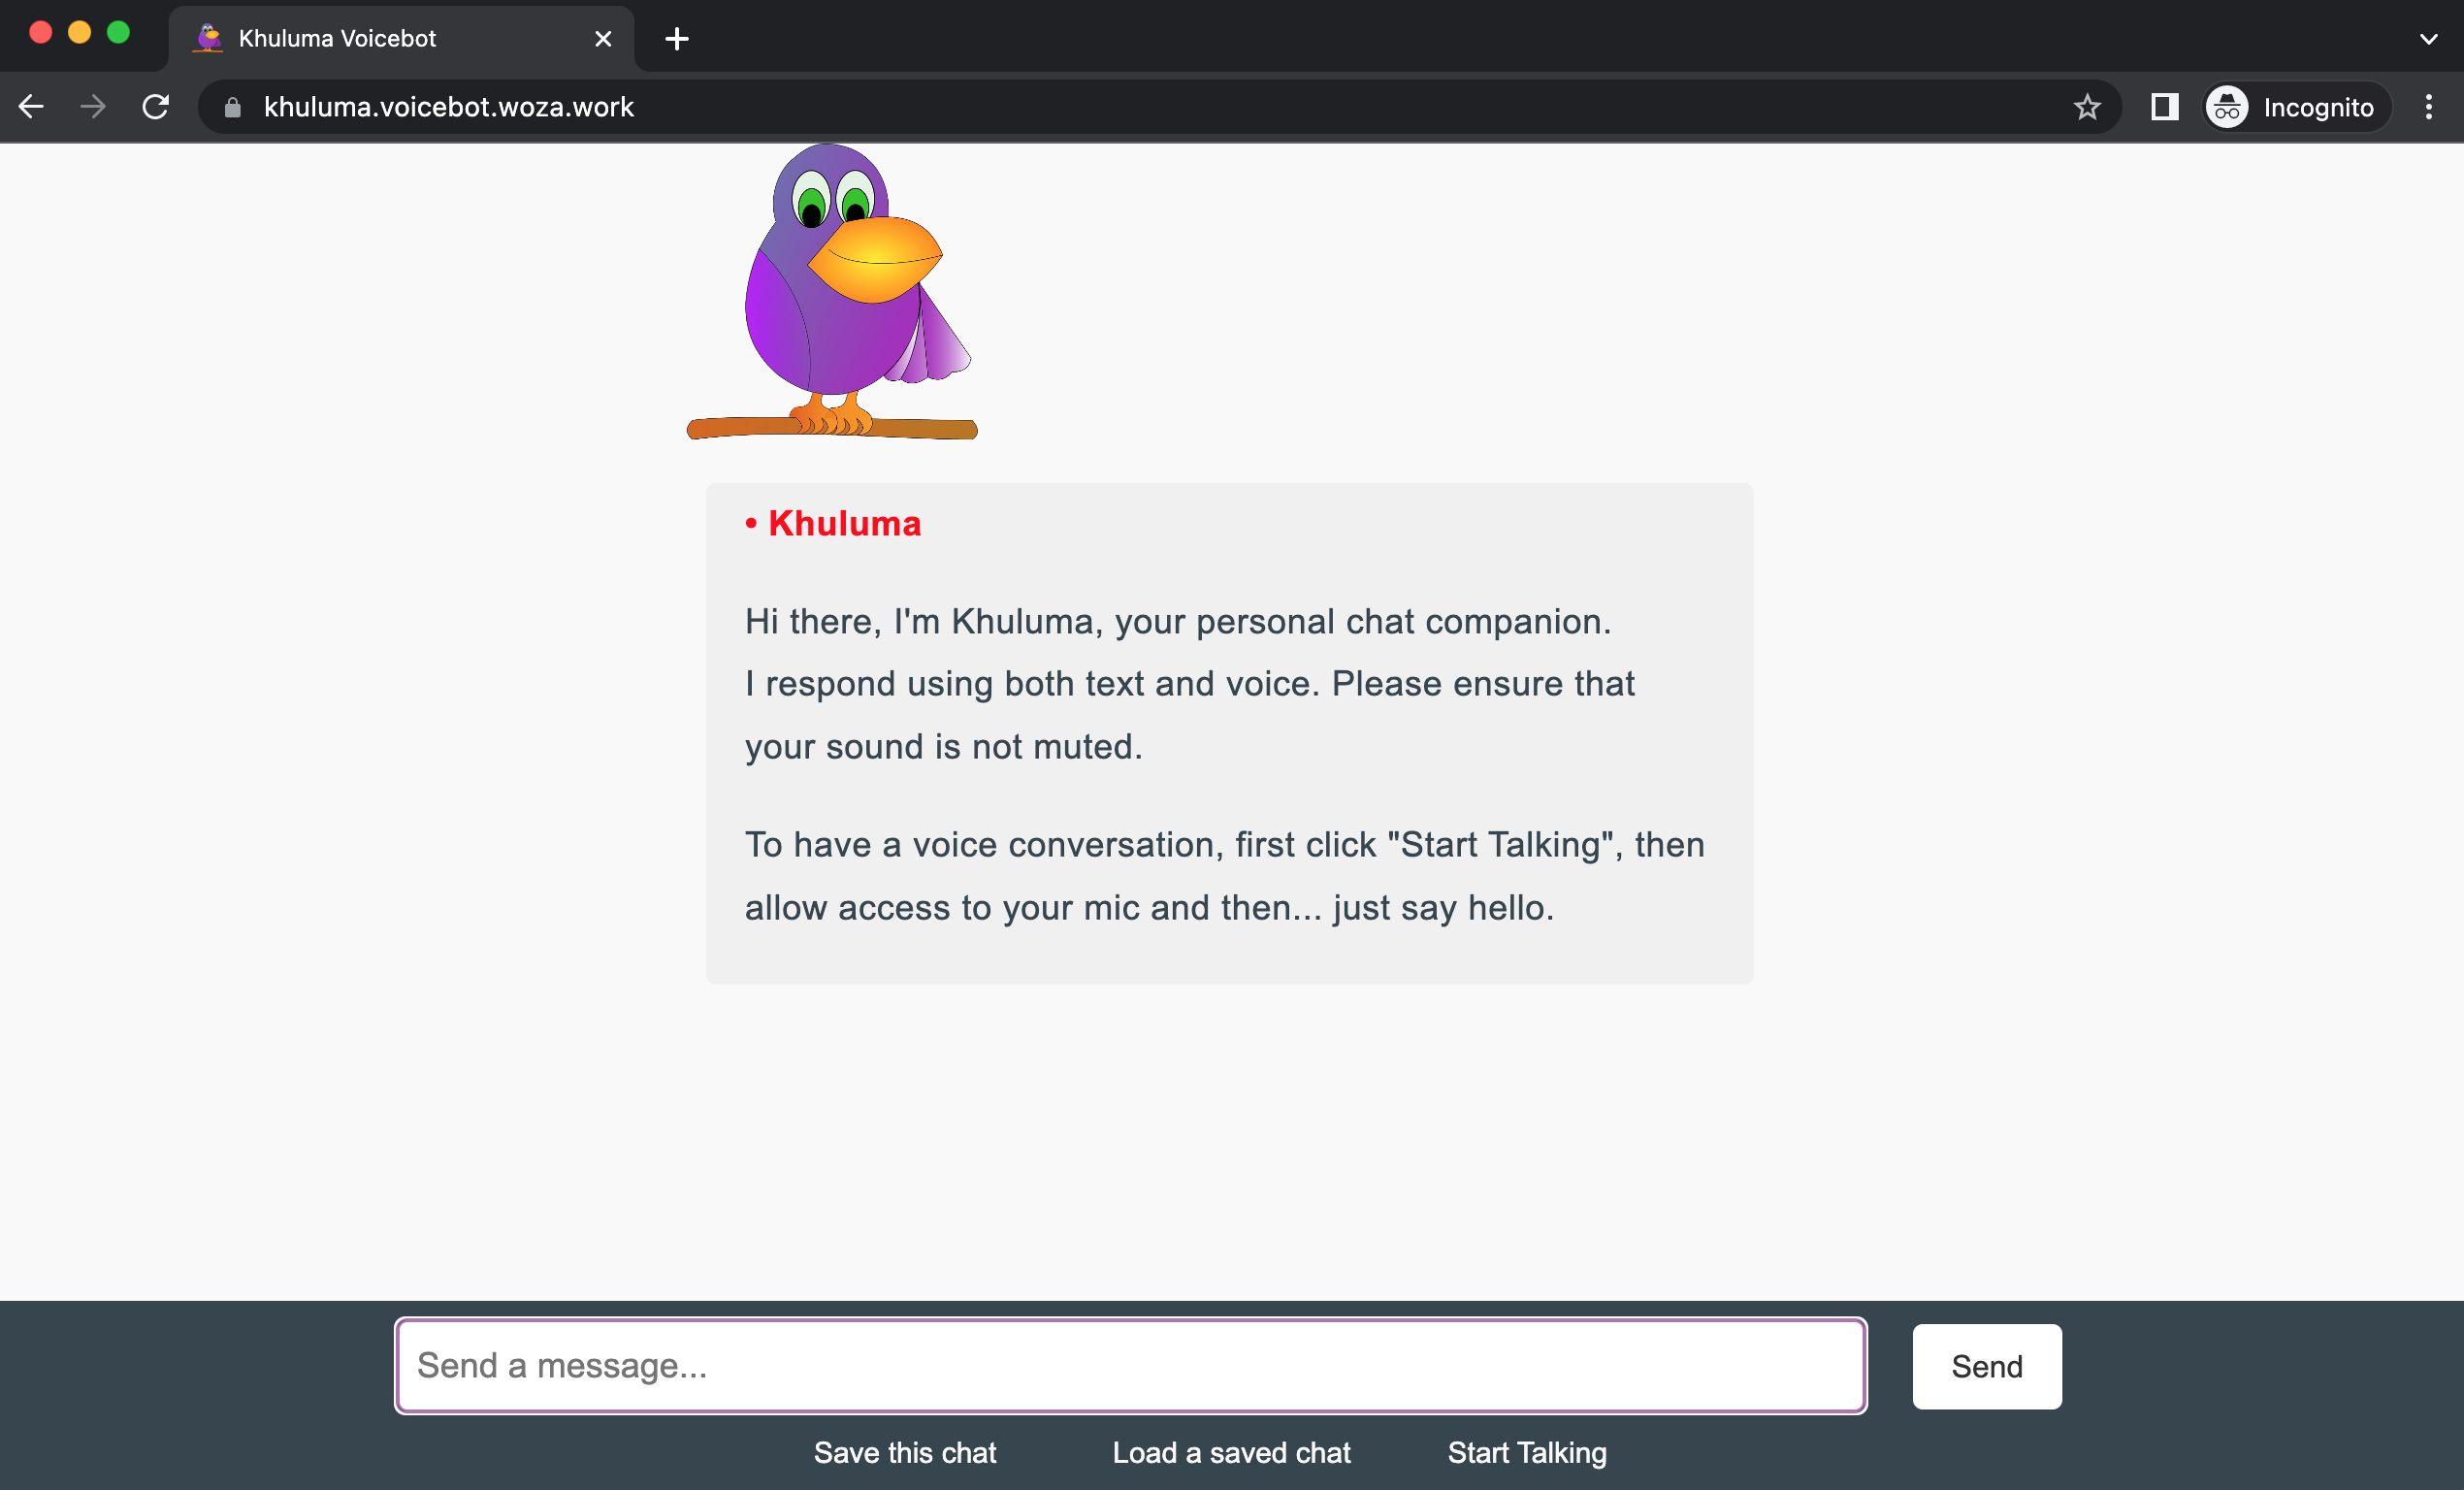 Khuluma Voicebot
khuluma.voicebot.woza.work
Incognito
• Khuluma
Hi there, I'm Khuluma, your personal chat companion.
I respond using both text and voice. Please ensure that
your sound is not muted.
To have a voice conversation, first click "Start Talking", then
allow access to your mic and then... just say hello.
Send a message...
Send
Save this chat
Load a saved chat
Start Talking